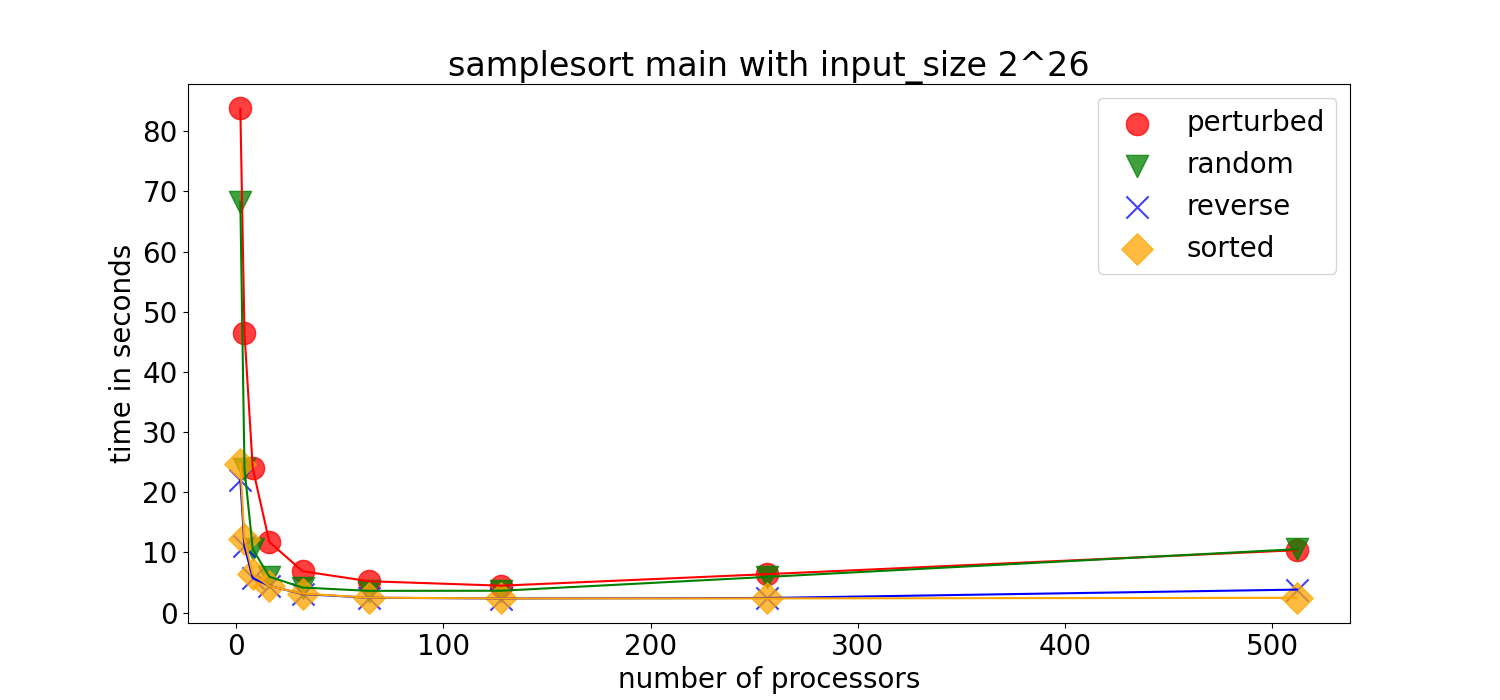 samplesort main with input_size 2^26
perturbed
random
reverse
sorted
time in seconds
80
70
60
50
40
30
20
10
0
0 100 200 300 400 500
number of processors